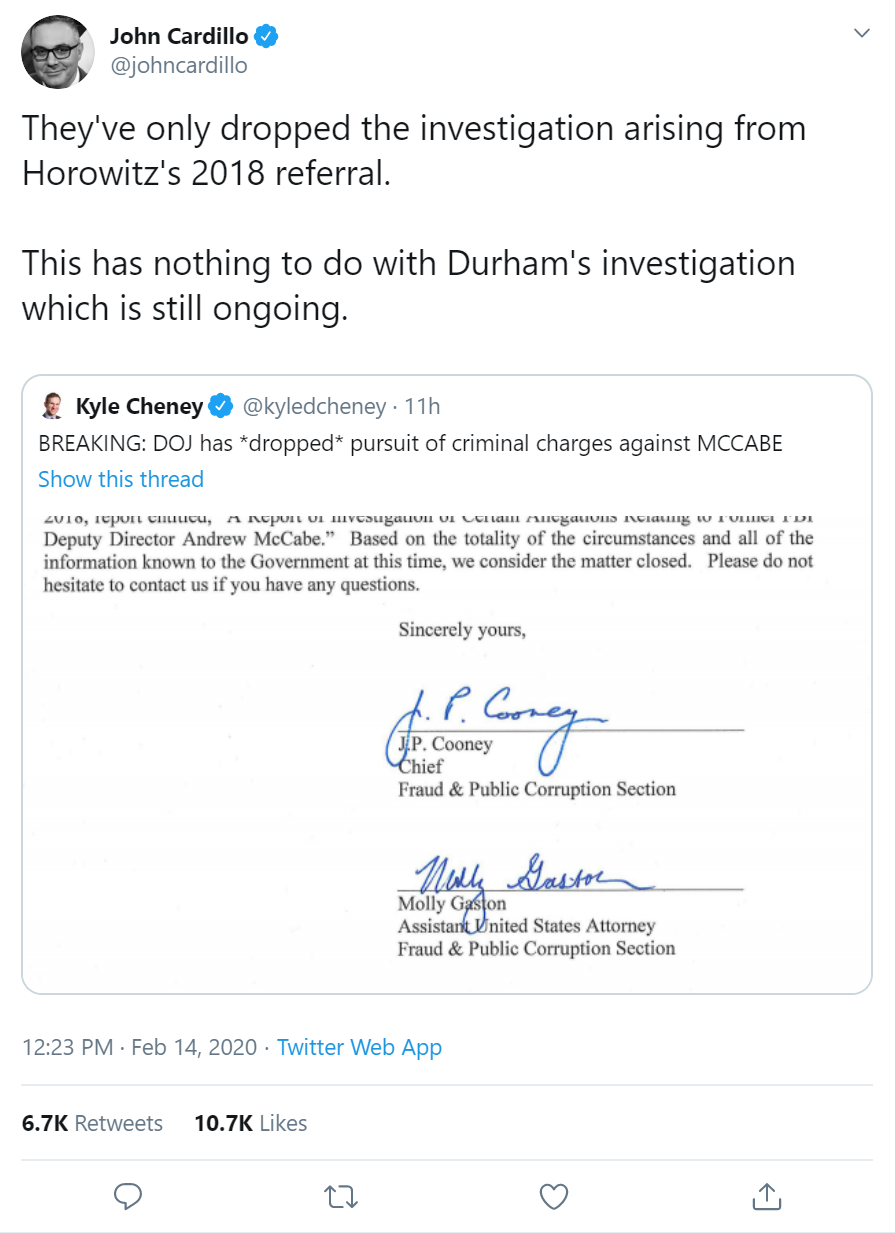 John Cardillo
@johncardillo
They've only dropped the investigation arising from
Horowitz's 2018 referral.
This has nothing to do with Durham's investigation
which is still ongoing.
Kyle Cheney @kyledcheney · 11h
BREAKING: DOJ has *dropped* pursuit of criminal charges against MCCABE
Show this thread
2018, report entitled, "A Report of Investigation of Certain Allegations Relating to Former FBI
Deputy Director Andrew McCabe." Based on the totality of the circumstances and all of the
information known to the Government at this time, we consider the matter closed. Please do not
hesitate to contact us if you have any questions.
Sincerely yours,
J. P. Cooney
J.P. Cooney
Chief
Fraud & Public Corruption Section
Molly Gaston
Molly Gaston
Assistant United States Attorney
Fraud & Public Corruption Section
12:23 PM · Feb 14, 2020 · Twitter Web App
6.7K Retweets 10.7K Likes